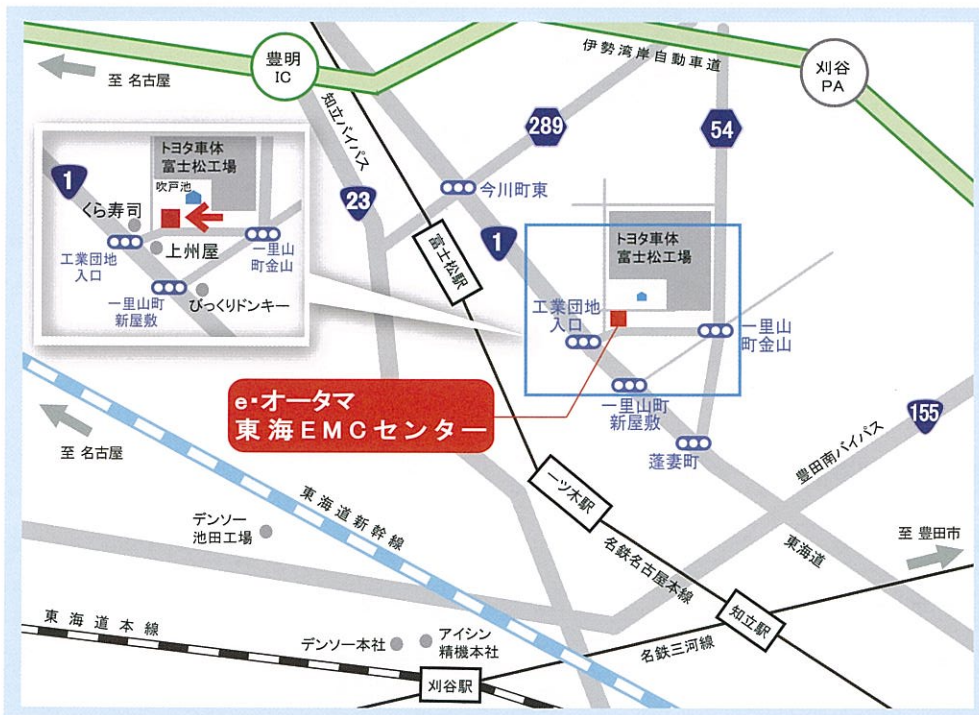 伊勢湾岸自動車道
豊明
IC
刈谷
PA
至 名古屋
知立バイパス
289
54
トヨタ車体
富士松工場
吹戸池
1
くら寿司
上州屋
工業団地
入口
一里山
町金山
一里山町
新屋敷
びっくりドンキー
23
今川町東
1
富士松駅
トヨタ車体
富士松工場
工業団地
入口
一里山
町金山
一里山町
新屋敷
蓬妻町
e・オータマ
東海EMCセンター
155
豊田南バイパス
至 名古屋
東海道新幹線
一ツ木駅
デンソー
池田工場
名鉄名古屋本線
東海道
至 豊田市
知立駅
東海道本線
デンソー本社
アイシン
精機本社
名鉄三河線
刈谷駅